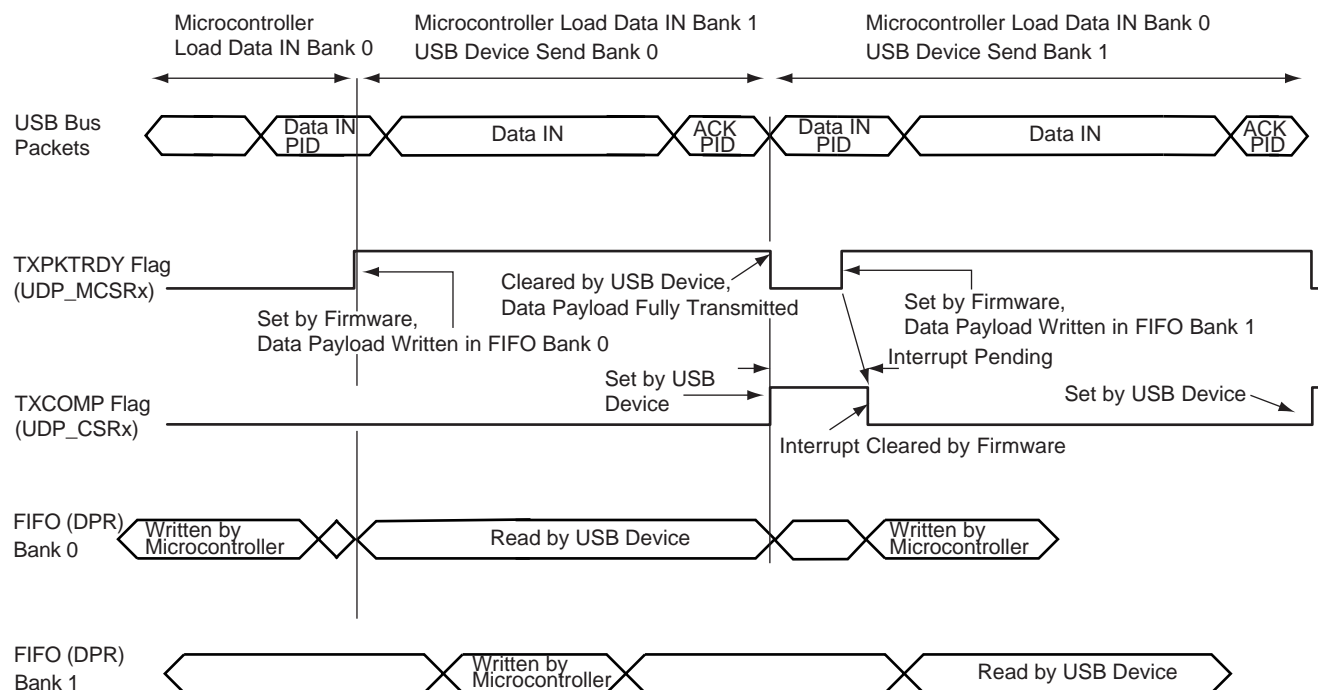 Microcontroller
Load Data IN Bank 0
Microcontroller Load Data IN Bank 1
USB Device Send Bank 0
Microcontroller Load Data IN Bank 0
USB Device Send Bank 1
USB Bus
Packets
Data IN
PID
Data IN
ACK
PID
Data IN
PID
Data IN
ACK
PID
TXPKTRDY Flag
(UDP_MCSRx)
Set by Firmware,
Data Payload Written in FIFO Bank 0
Cleared by USB Device,
Data Payload Fully Transmitted
Set by Firmware,
Data Payload Written in FIFO Bank 1
Interrupt Pending
TXCOMP Flag
(UDP_CSRx)
Set by USB
Device
Set by USB Device
Interrupt Cleared by Firmware
FIFO (DPR)
Bank 0
Written by
Microcontroller
Read by USB Device
Written by
Microcontroller
FIFO (DPR)
Bank 1
Written by
Microcontroller
Read by USB Device